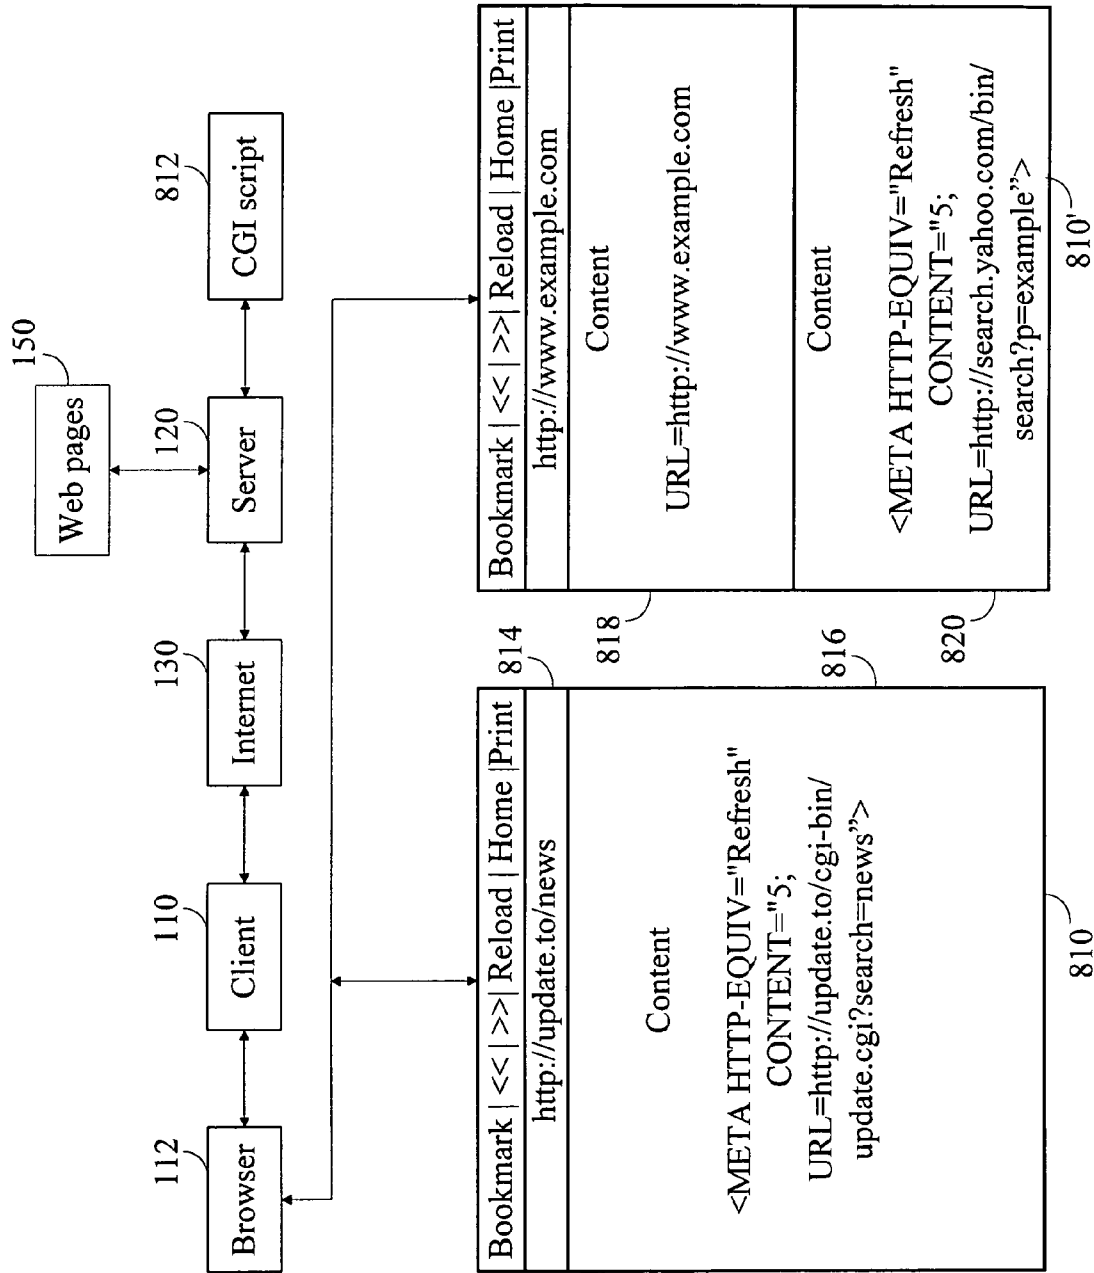 150
Web pages
112
Browser
110
Client
130
Internet
120
Server
812
CGI script
814
Bookmark | << | >>| Reload | Home |Print
http://update.to/news
Content
<META HTTP-EQUIV="Refresh"
CONTENT="5;
URL=http://update.to/cgi-bin/
update.cgi?search=news”>
816
810
Bookmark | << | >>| Reload | Home |Print
http://www.example.com
Content
URL=http://www.example.com
818
Content
<META HTTP-EQUIV="Refresh"
CONTENT="5;
URL=http://search.yahoo.com/bin/
search?p=example”>
820
810'